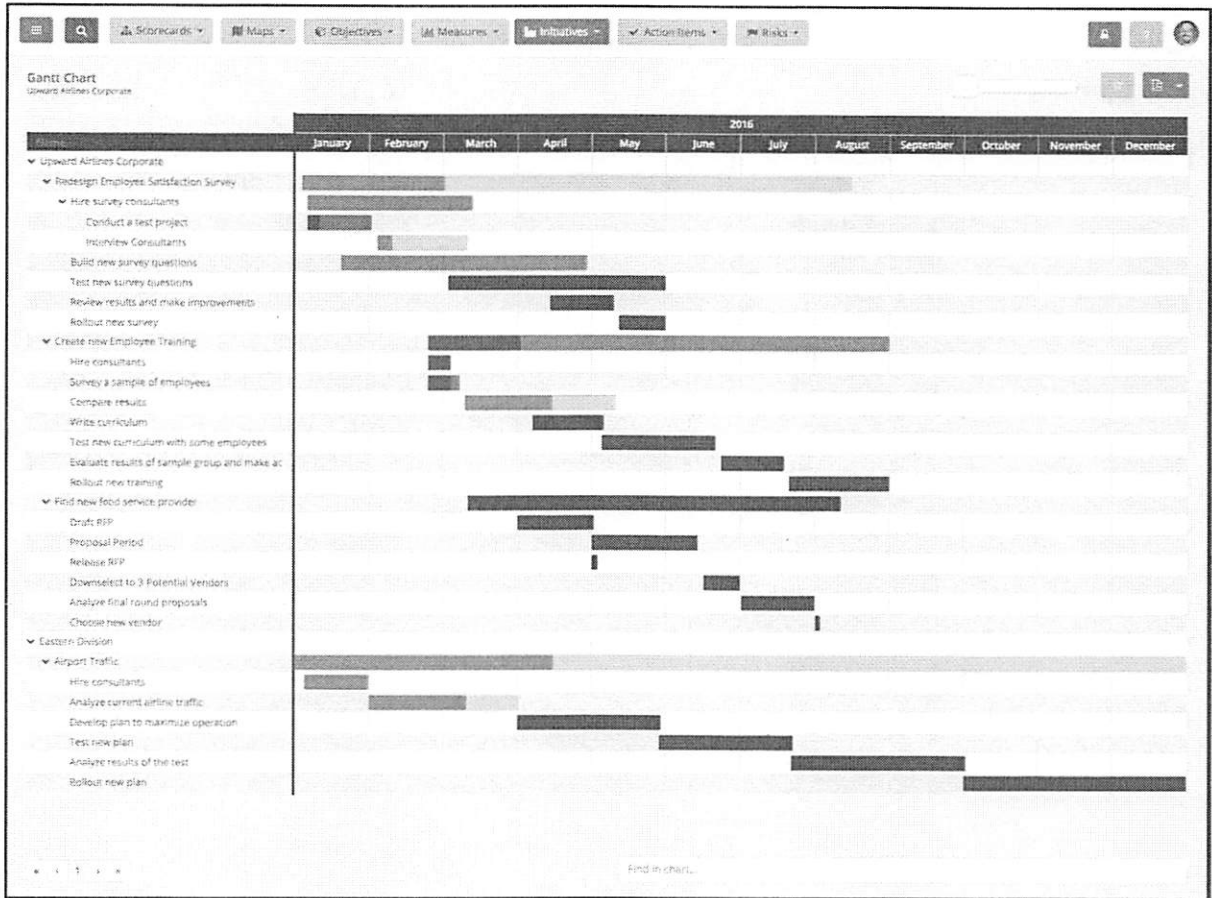 Scorecards
Maps
Objectives
Measures
Initiatives
Action Items
Risks
?
Gantt Chart
Upward Airlines Corporate
2016
Name January February March April May June July August September October November December
Upward Airlines Corporate
Redesign Employee Satisfaction Survey
Hire survey consultants
Conduct a test project
Interview Consultants
Build new survey questions
Test new survey questions
Review results and make improvements
Rollout new survey
Create new Employee Training
Hire consultants
Survey a sample of employees
Compare results
Write curriculum
Test new curriculum with some employees
Evaluate results of sample group and make ac
Rollout new training
Find new food service provider
Draft RFP
Proposal Period
Release RFP
Downselect to 3 Potential Vendors
Analyze final round proposals
Choose new vendor
Eastern Division
Airport Traffic
Hire consultants
Analyze current airline traffic
Develop plan to maximize operation
Test new plan
Analyze results of the test
Rollout new plan
« ‹ 1 › »
Find in chart...